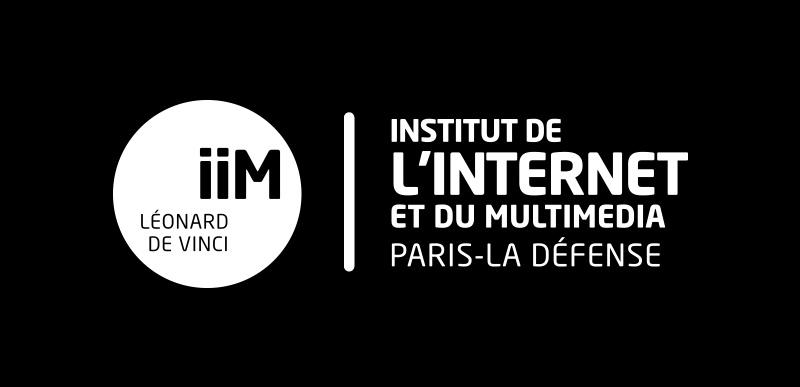 iiM
LÉONARD
DE VINCI
INSTITUT DE
L'INTERNET
ET DU MULTIMEDIA
PARIS-LA DÉFENSE